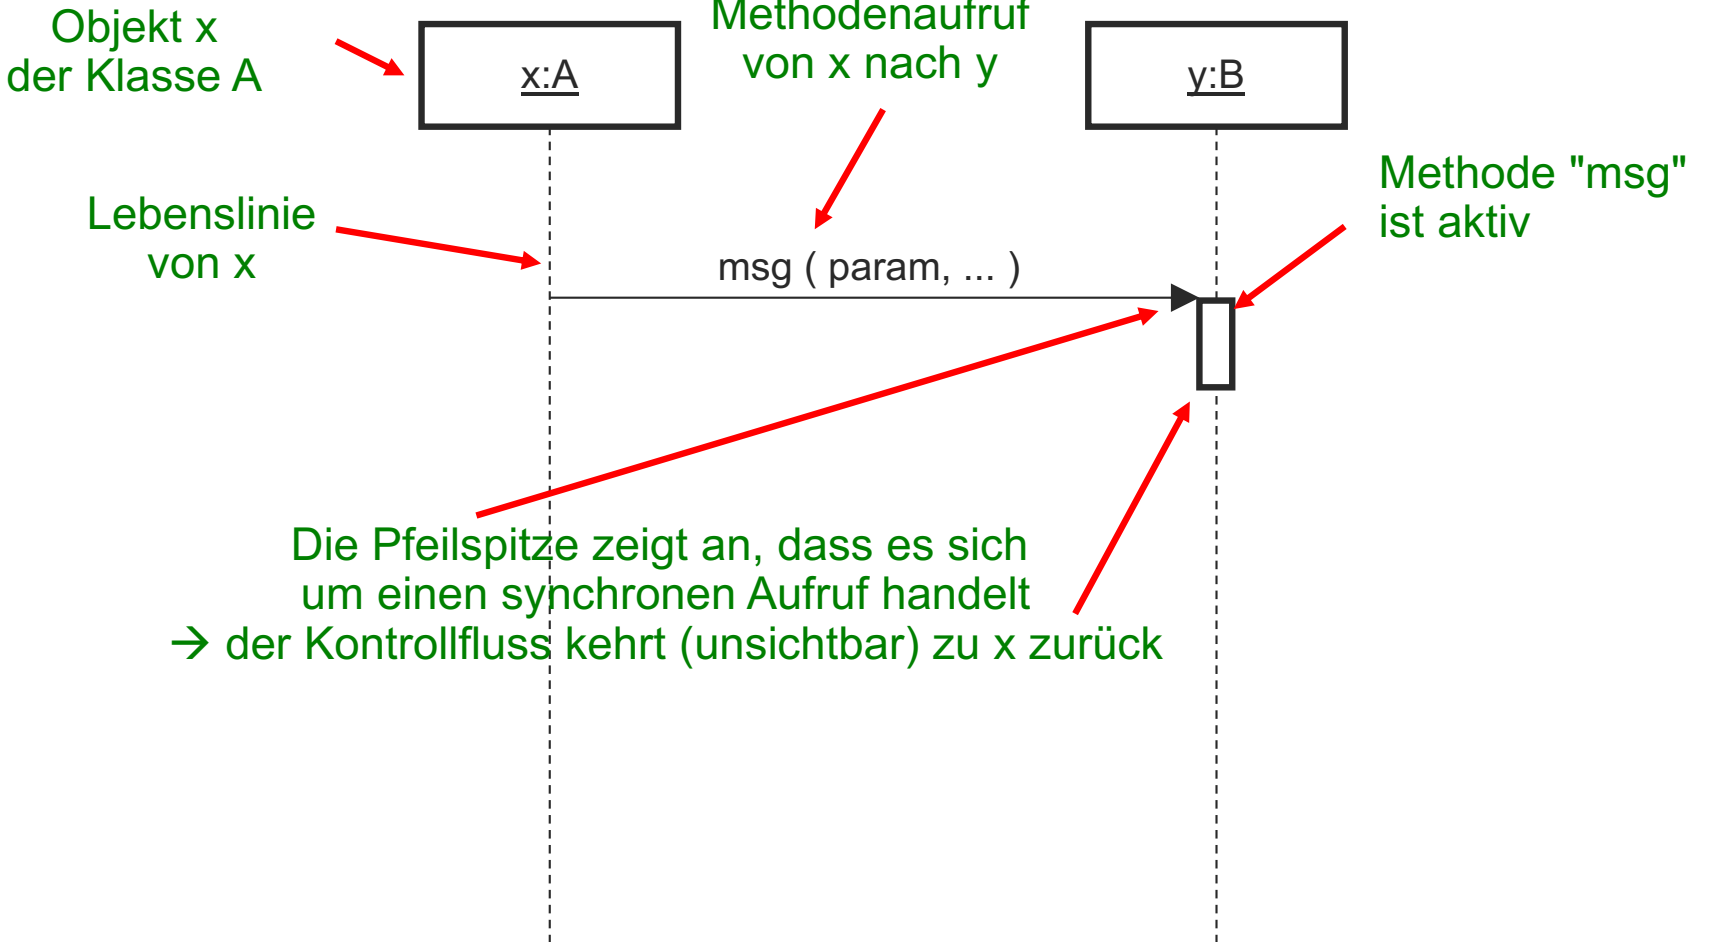 Objekt x
der Klasse A
x:A
Methodenaufruf
von x nach y
y:B
Methode "msg"
ist aktiv
Lebenslinie
von x
msg ( param, ... )
Die Pfeilspitze zeigt an, dass es sich
um einen synchronen Aufruf handelt
→ der Kontrollfluss kehrt (unsichtbar) zu x zurück